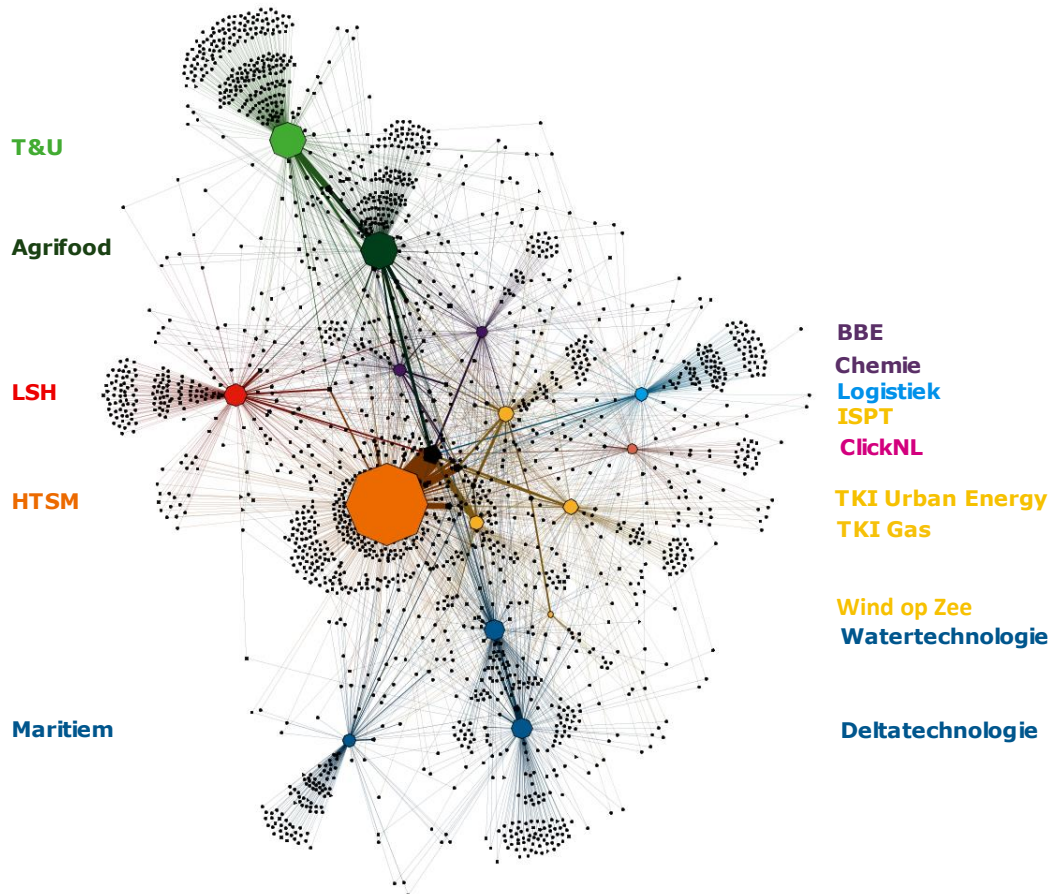 T&U
Agrifood
LSH
HTSM
Maritiem
BBE
Chemie
Logistiek
ISPT
ClickNL
TKI Urban Energy
TKI Gas
Wind op Zee
Watertechnologie
Deltatechnologie